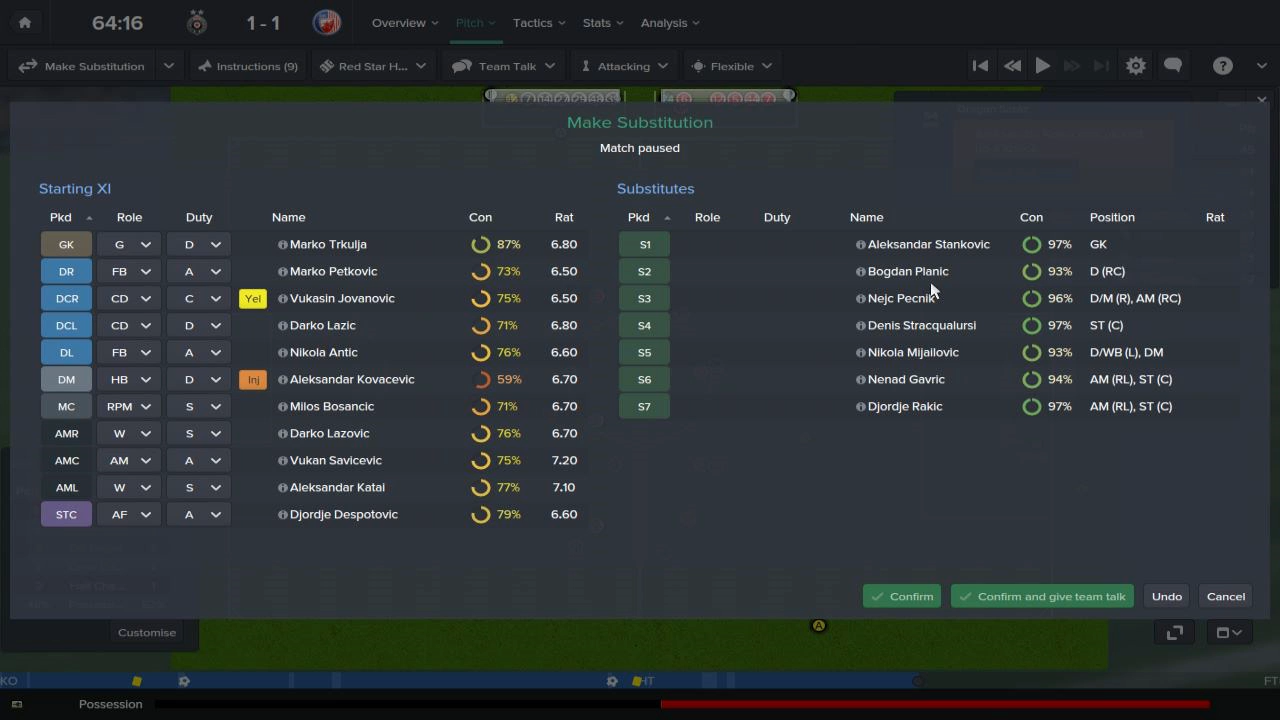 64:16 1 - 1 Overview Pitch Tactics Stats Analysis
Make Substitution Instructions (9) Red Star H... Team Talk Attacking Flexible ?
Make Substitution
Match paused
Starting XI
Pkd Role Duty Name Con Rat
GK G D Marko Trkulja 87% 6.80
DR FB A Marko Petkovic 73% 6.50
DCR CD C Yel Vukasin Jovanovic 75% 6.50
DCL CD D Darko Lazic 71% 6.80
DL FB A Nikola Antic 76% 6.60
DM HB D Inj Aleksandar Kovacevic 59% 6.70
MC RPM S Milos Bosancic 71% 6.70
AMR W S Darko Lazovic 76% 6.70
AMC AM A Vukan Savicevic 75% 7.20
AML W S Aleksandar Katai 77% 7.10
STC AF A Djordje Despotovic 79% 6.60
Substitutes
Pkd Role Duty Name Con Position Rat
S1 Aleksandar Stankovic 97% GK
S2 Bogdan Planic 93% D (RC)
S3 Nejc Pecnik 96% D/M (R), AM (RC)
S4 Denis Stracqualursi 97% ST (C)
S5 Nikola Mijailovic 93% D/WB (L), DM
S6 Nenad Gavric 94% AM (RL), ST (C)
S7 Djordje Rakic 97% AM (RL), ST (C)
Confirm Confirm and give team talk Undo Cancel
Customise
A
KO HT FT
Possession